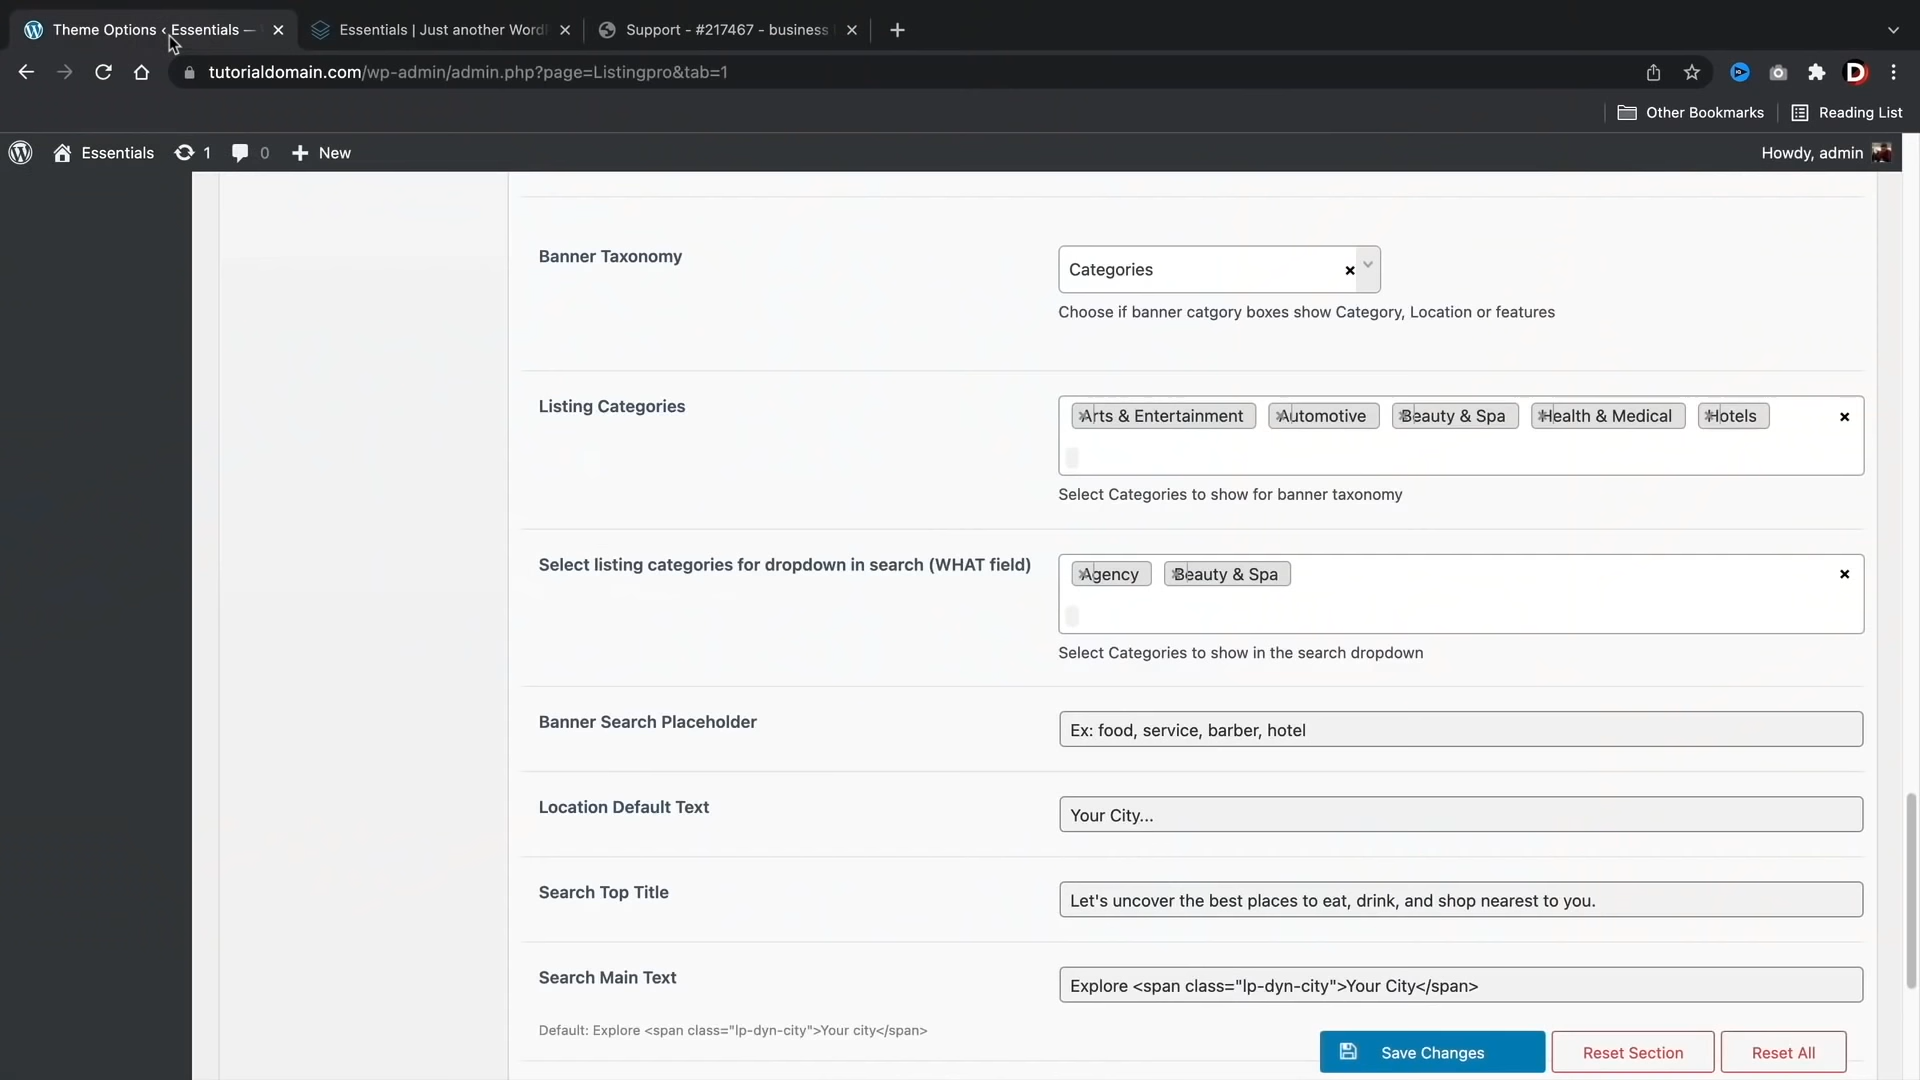 Theme Options ‹ Essentials —
Essentials | Just another Word
Support - #217467 - business
tutorialdomain.com/wp-admin/admin.php?page=Listingpro&tab=1
Other Bookmarks
Reading List
Essentials
1
0
New
Howdy, admin
Banner Taxonomy
Categories
Choose if banner catgory boxes show Category, Location or features
Listing Categories
Arts & Entertainment
Automotive
Beauty & Spa
Health & Medical
Hotels
Select Categories to show for banner taxonomy
Select listing categories for dropdown in search (WHAT field)
Agency
Beauty & Spa
Select Categories to show in the search dropdown
Banner Search Placeholder
Ex: food, service, barber, hotel
Location Default Text
Your City...
Search Top Title
Let's uncover the best places to eat, drink, and shop nearest to you.
Search Main Text
Explore <span class="lp-dyn-city">Your City</span>
Default: Explore <span class="lp-dyn-city">Your city</span>
Save Changes
Reset Section
Reset All